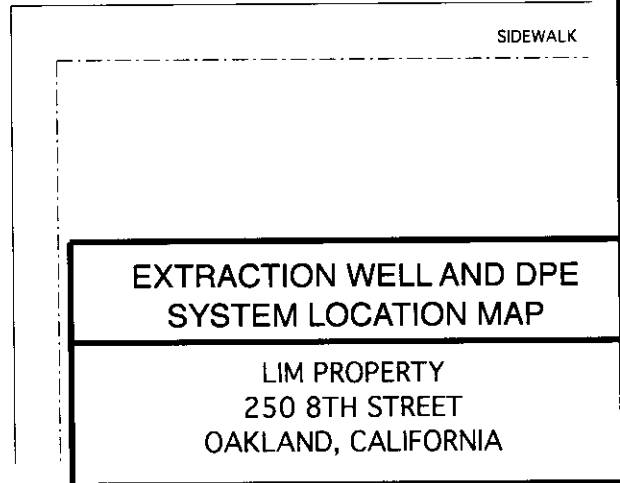 SIDEWALK
EXTRACTION WELL AND DPE
SYSTEM LOCATION MAP
LIM PROPERTY
250 8TH STREET
OAKLAND, CALIFORNIA